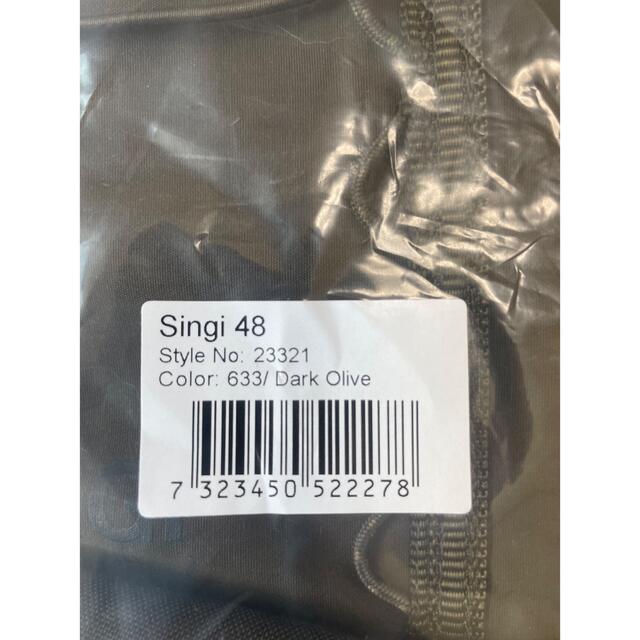 Singi 48
Style No: 23321
Color: 633/ Dark Olive
7 323450 522278